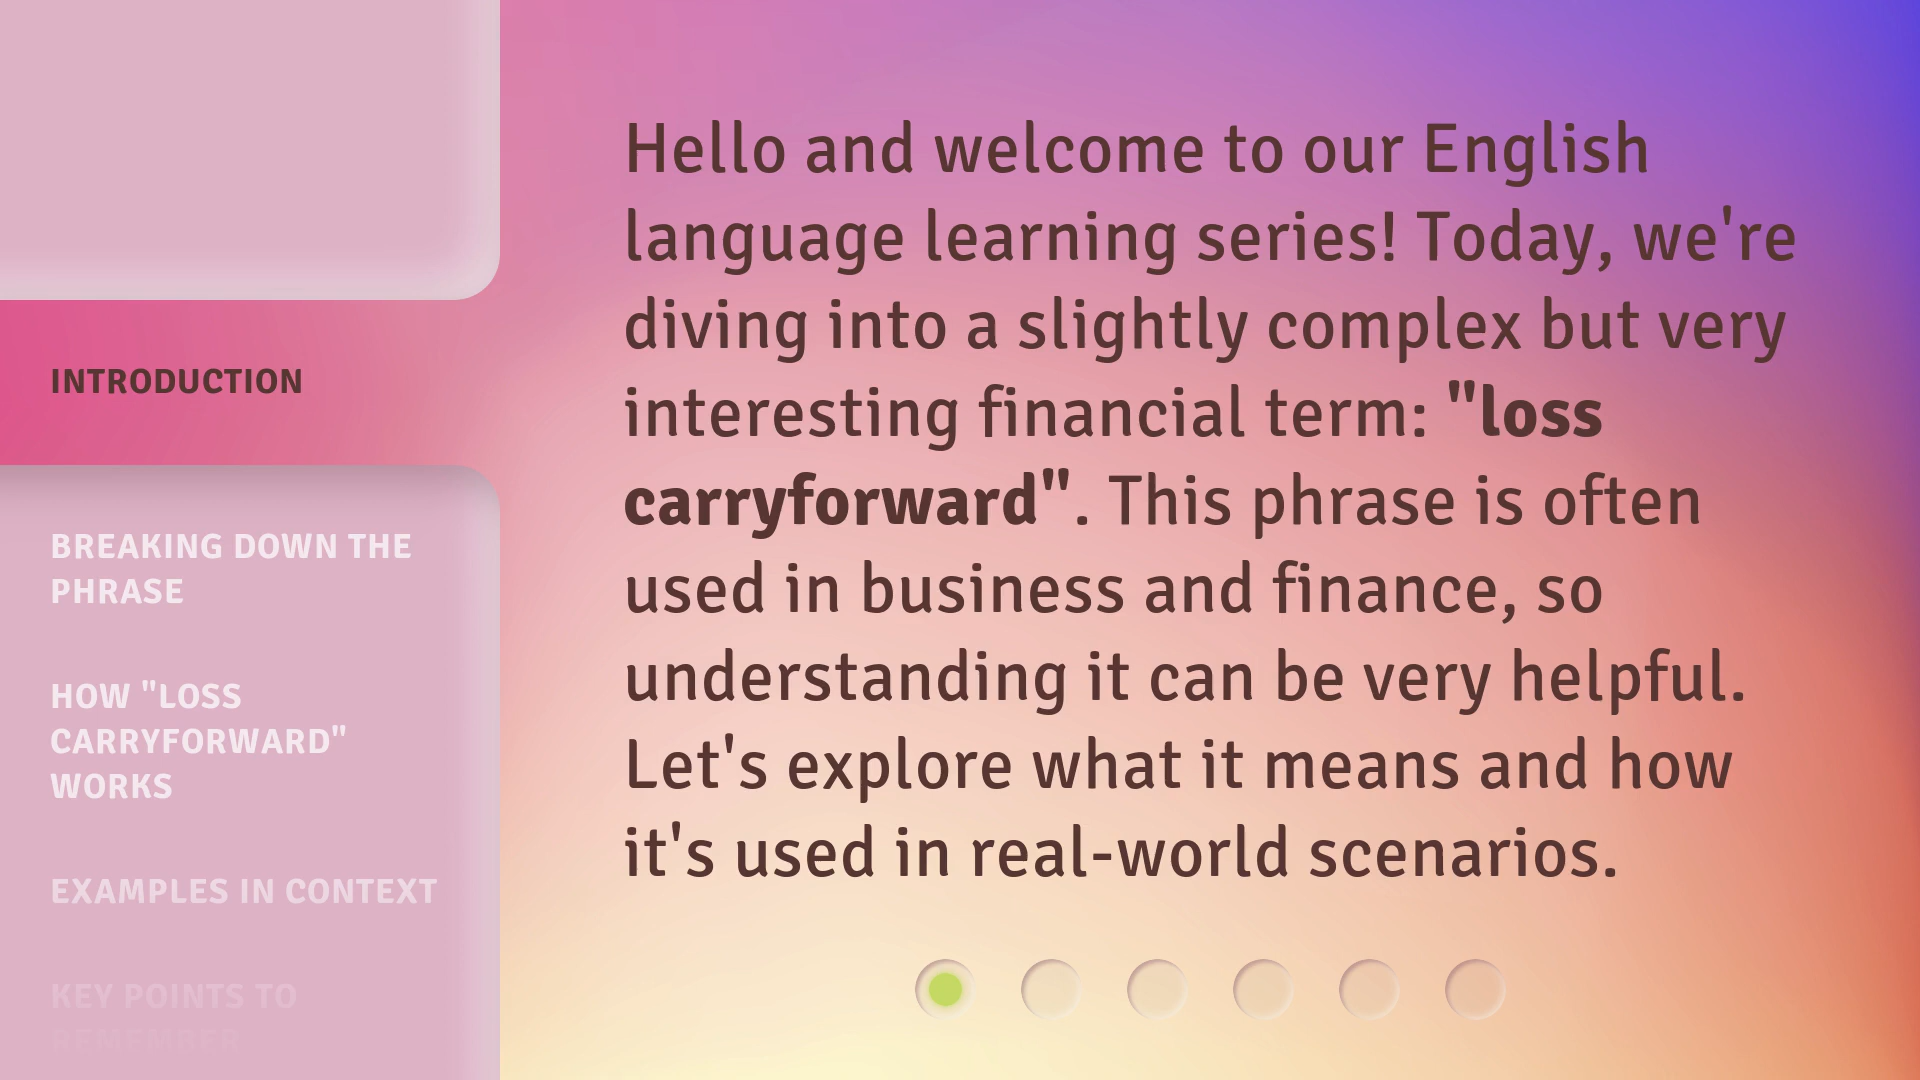 INTRODUCTION
BREAKING DOWN THE
PHRASE
HOW "LOSS
CARRYFORWARD"
WORKS
EXAMPLES IN CONTEXT
KEY POINTS TO
REMEMBER
Hello and welcome to our English
language learning series! Today, we're
diving into a slightly complex but very
interesting financial term: "loss
carryforward". This phrase is often
used in business and finance, so
understanding it can be very helpful.
Let's explore what it means and how
it's used in real-world scenarios.